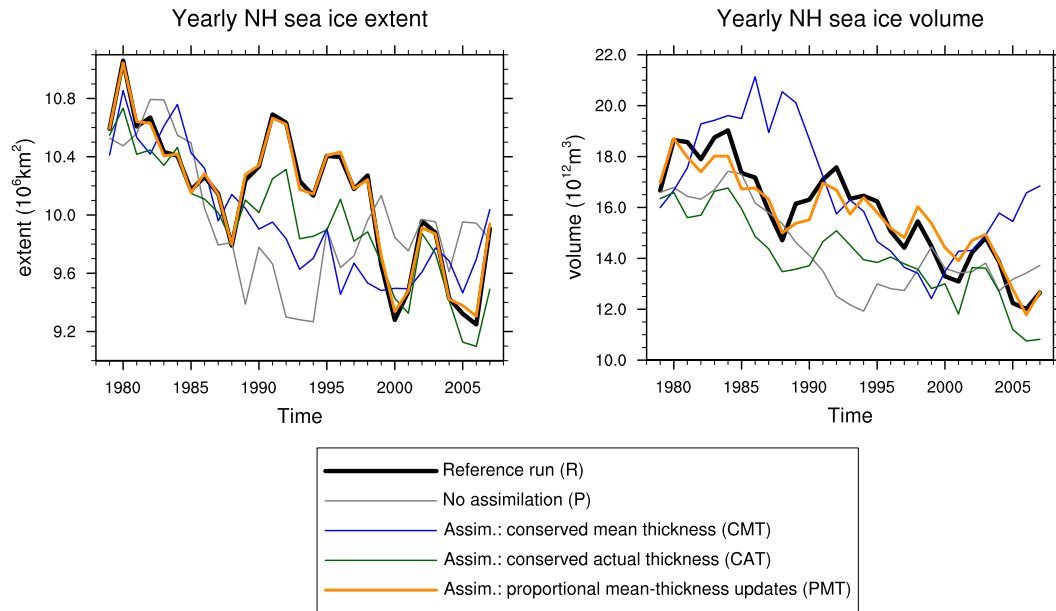 Yearly NH sea ice extent
10.8
10.4
10.0
9.6
9.2
extent (10⁶km²)
1980 1985 1990 1995 2000 2005
Time
Yearly NH sea ice volume
22.0
20.0
18.0
16.0
14.0
12.0
10.0
volume (10¹²m³)
1980 1985 1990 1995 2000 2005
Time
Reference run (R)
No assimilation (P)
Assim.: conserved mean thickness (CMT)
Assim.: conserved actual thickness (CAT)
Assim.: proportional mean-thickness updates (PMT)